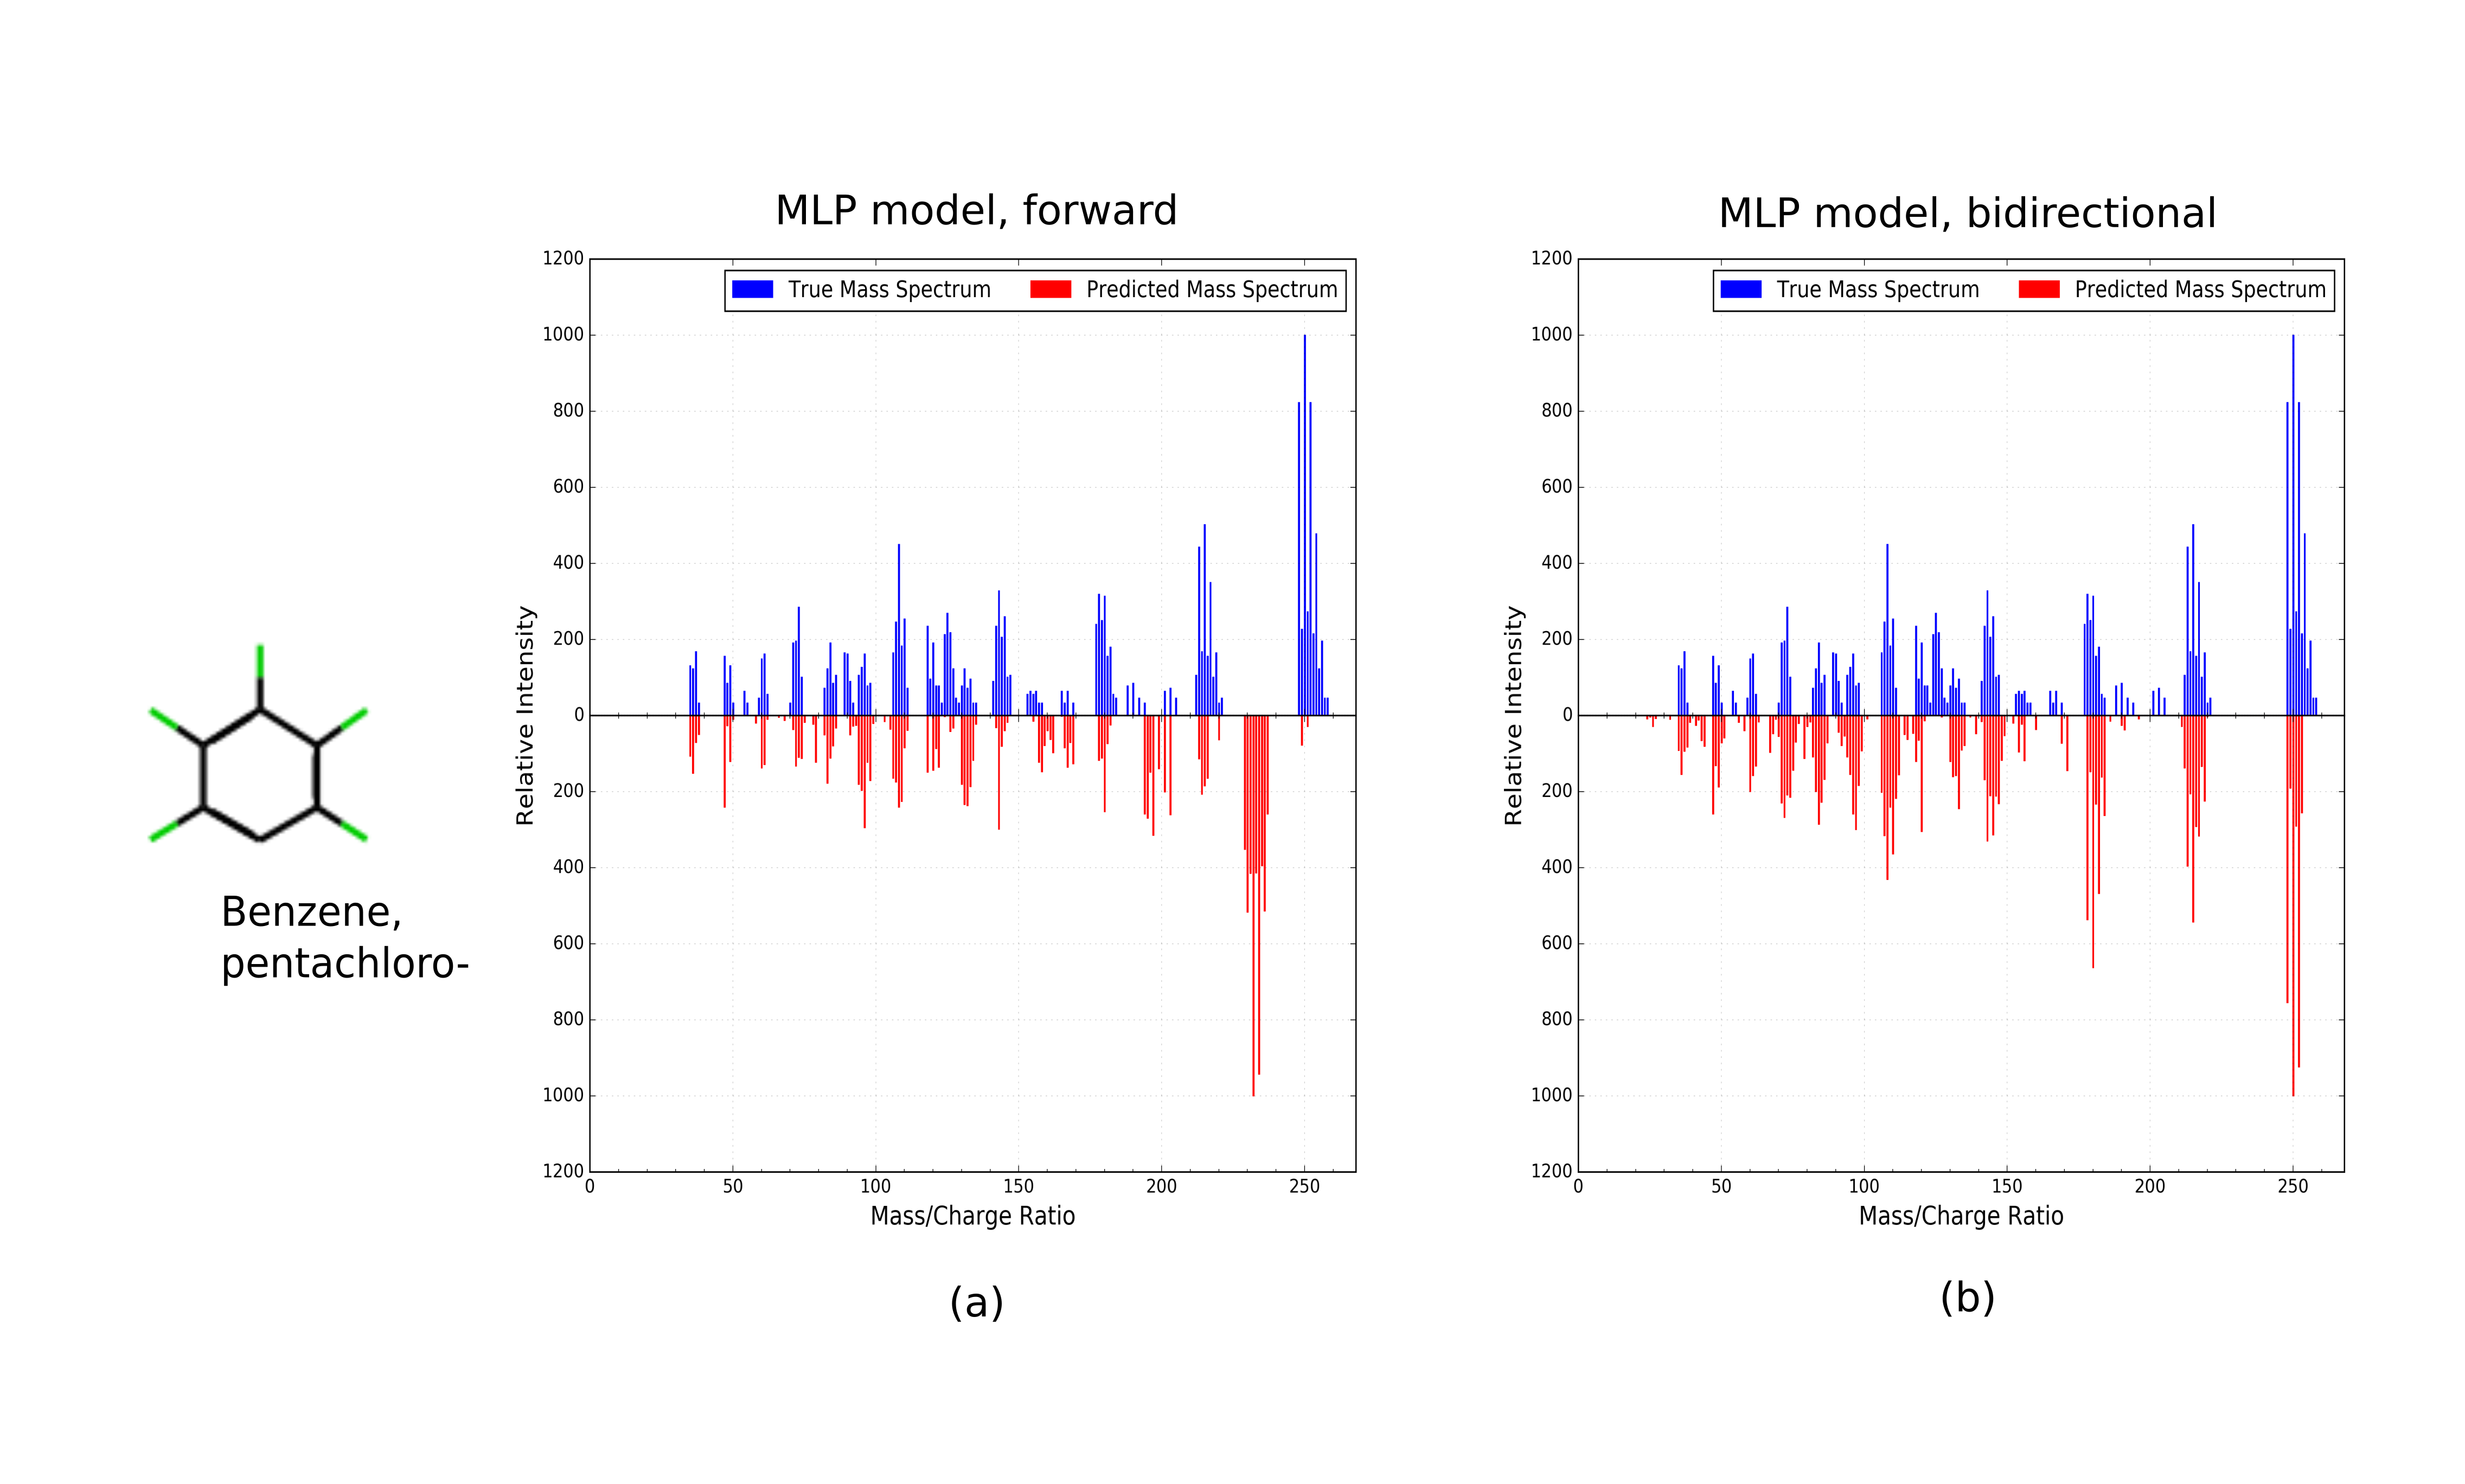 Benzene,
pentachloro-
MLP model, forward
True Mass Spectrum Predicted Mass Spectrum
1200
1000
800
600
400
200
0
200
400
600
800
1000
1200
Relative Intensity
0 50 100 150 200 250
Mass/Charge Ratio
(a)
MLP model, bidirectional
True Mass Spectrum Predicted Mass Spectrum
1200
1000
800
600
400
200
0
200
400
600
800
1000
1200
Relative Intensity
0 50 100 150 200 250
Mass/Charge Ratio
(b)